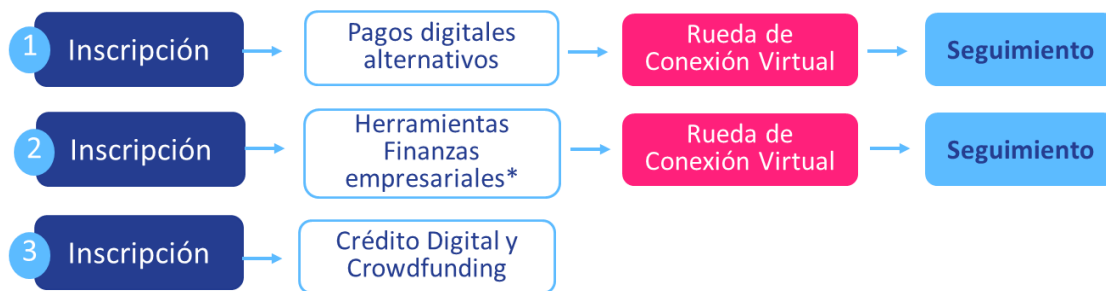 1
Inscripción
Pagos digitales
alternativos
Rueda de
Conexión Virtual
Seguimiento
2
Inscripción
Herramientas
Finanzas
empresariales*
Rueda de
Conexión Virtual
Seguimiento
3
Inscripción
Crédito Digital y
Crowdfunding